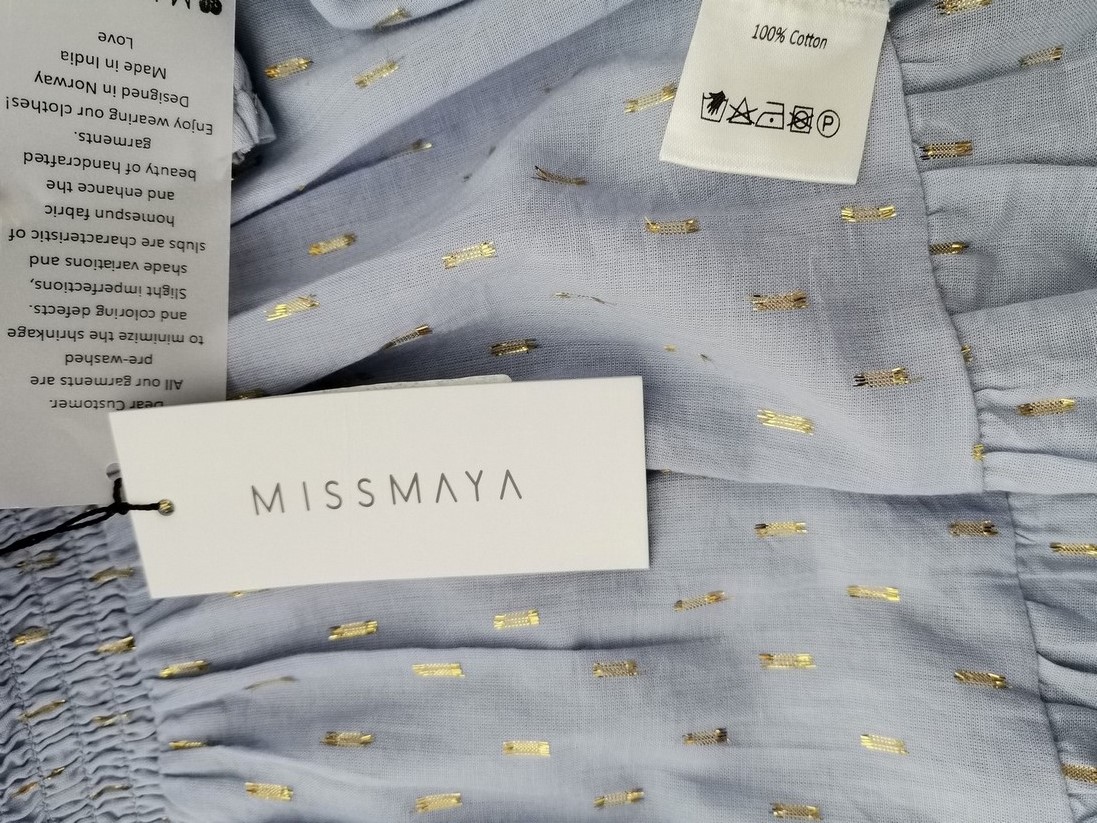 Dear Customer,
All our garments are
pre-washed
to minimize the shrinkage
and coloring defects.
Slight imperfections,
shade variations and
slubs are characteristic of
homespun fabric
and enhance the
beauty of handcrafted
garments.
Enjoy wearing our clothes!
Designed in Norway
Made in India
Love
100% Cotton
P
MISSMAYA